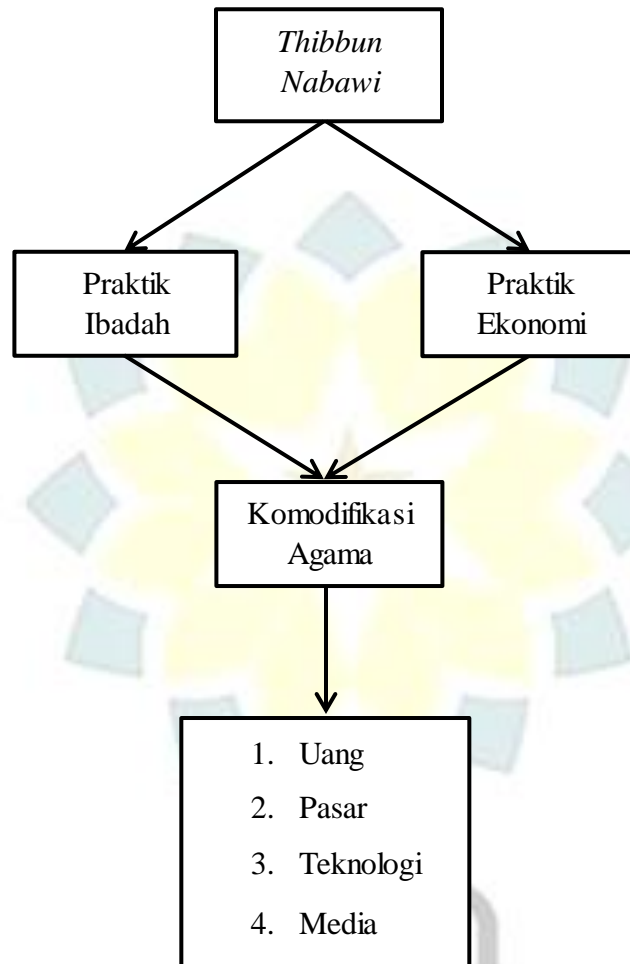 Thibbun
Nabawi
Praktik
Ibadah
Praktik
Ekonomi
Komodifikasi
Agama
1. Uang
2. Pasar
3. Teknologi
4. Media